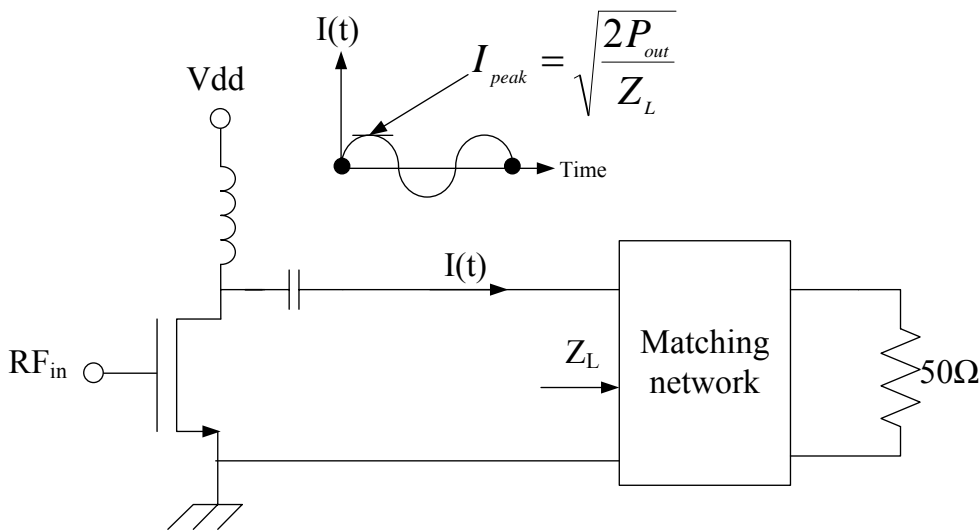 I(t)
I_peak = √(2P_out / Z_L)
Vdd
Time
I(t)
RF_in
Z_L
Matching
network
50Ω